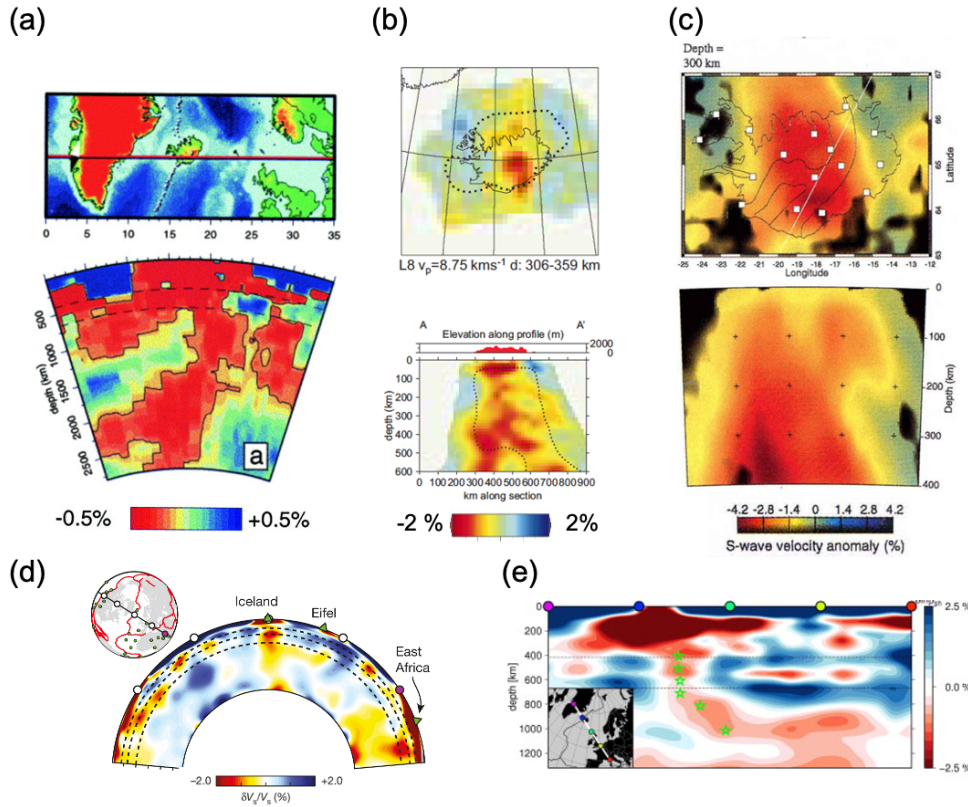 (a)
(b)
(c)
Depth =
300 km
67
66
65
64
63
Latitude
-25 -24 -23 -22 -21 -20 -19 -18 -17 -16 -15 -14 -13 -12
Longitude
0 5 10 15 20 25 30 35
L8 vp=8.75 kms-1 d: 306-359 km
500
1000
1500
2000
2500
depth (km)
a
-0.5% +0.5%
A A'
Elevation along profile (m)
2000
0
0
100
200
300
400
500
600
depth (km)
0 100 200 300 400 500 600 700 800 900
km along section
-2 % 2%
0
-100
-200
-300
-400
Depth(km)
-4.2 -2.8 -1.4 0 1.4 2.8 4.2
S-wave velocity anomaly (%)
(d)
Iceland
Eifel
East
Africa
-2.0 +2.0
δVs/Vs (%)
(e)
0
200
400
600
800
1000
1200
depth [km]
2.5 %
0.0 %
-2.5 %